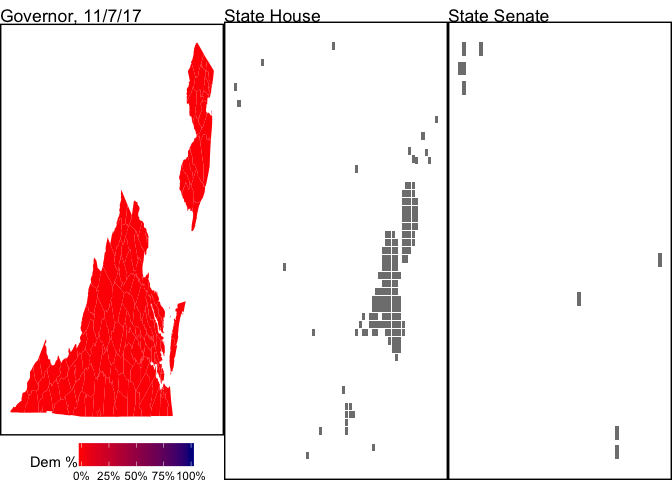 Governor, 11/7/17
State House
State Senate
Dem %
0% 25% 50% 75% 100%